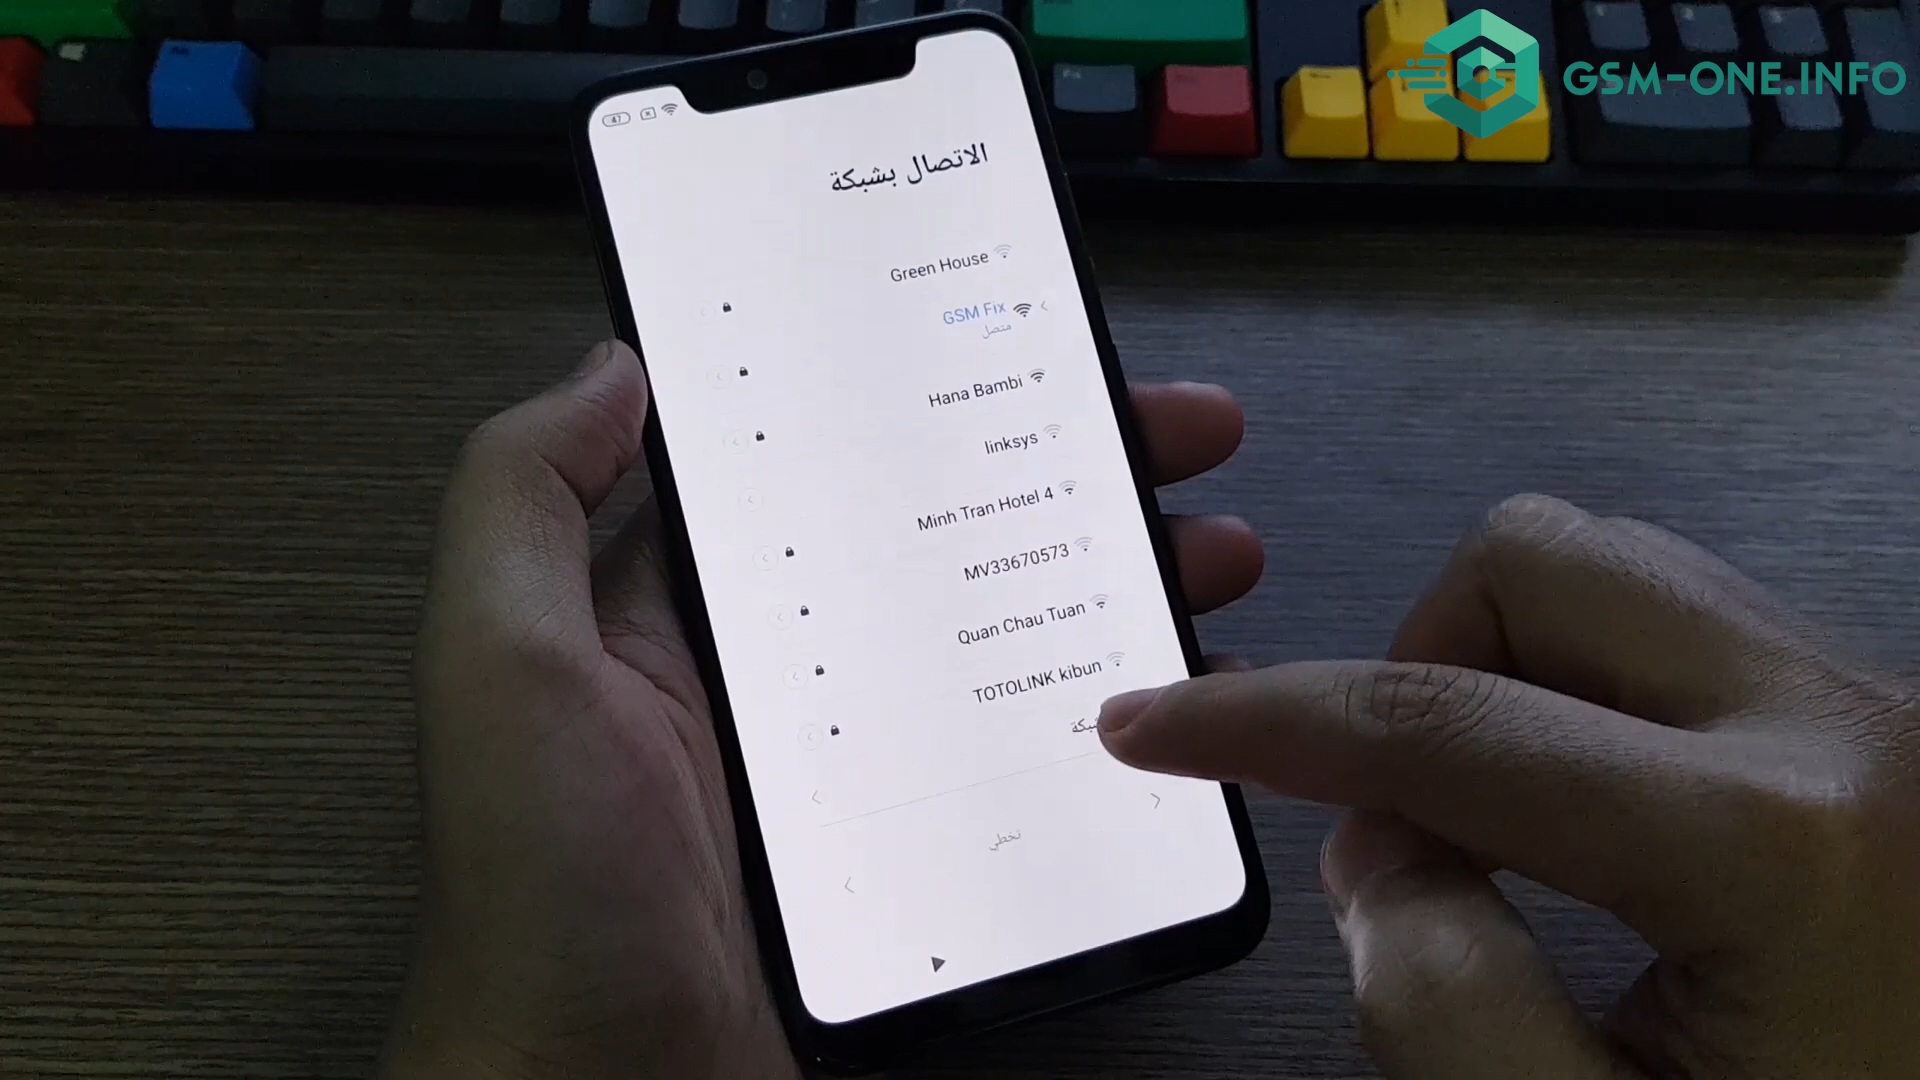 GSM-ONE.INFO
47
الاتصال بشبكة
Green House
GSM Fix
متصل
Hana Bambi
linksys
Minh Tran Hotel 4
MV33670573
Quan Chau Tuan
TOTOLINK kibun
تخطي